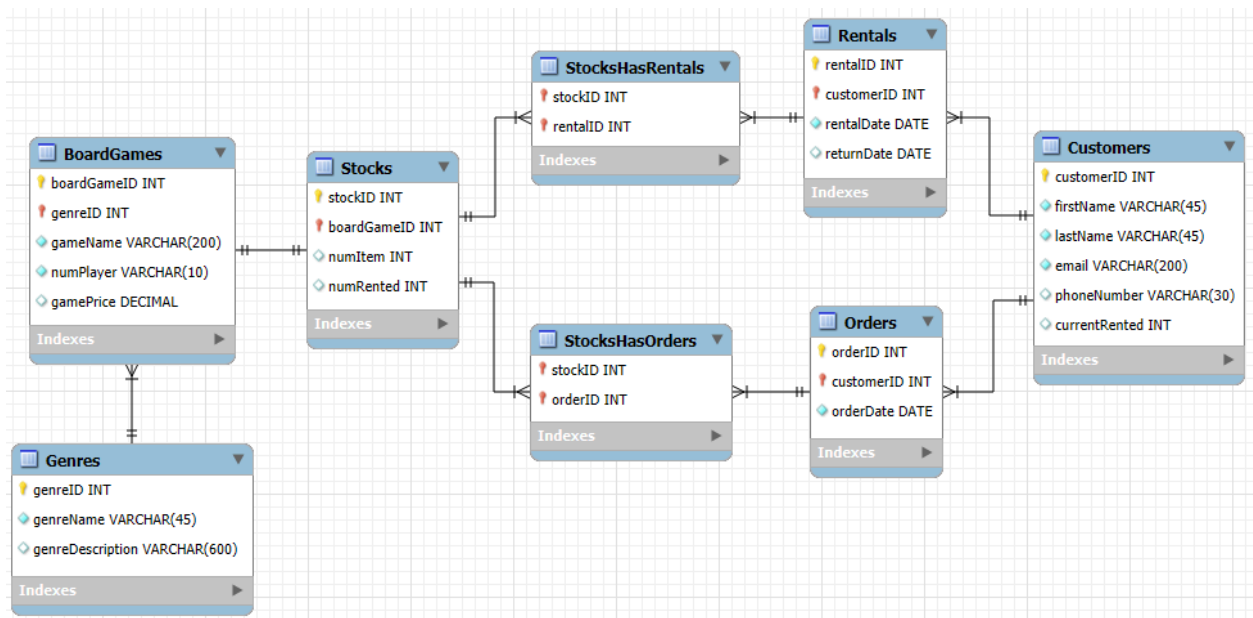 BoardGames
boardGameID INT
genreID INT
gameName VARCHAR(200)
numPlayer VARCHAR(10)
gamePrice DECIMAL
Indexes
Genres
genreID INT
genreName VARCHAR(45)
genreDescription VARCHAR(600)
Indexes
Stocks
stockID INT
boardGameID INT
numItem INT
numRented INT
Indexes
StocksHasRentals
stockID INT
rentalID INT
Indexes
StocksHasOrders
stockID INT
orderID INT
Indexes
Rentals
rentalID INT
customerID INT
rentalDate DATE
returnDate DATE
Indexes
Orders
orderID INT
customerID INT
orderDate DATE
Indexes
Customers
customerID INT
firstName VARCHAR(45)
lastName VARCHAR(45)
email VARCHAR(200)
phoneNumber VARCHAR(30)
currentRented INT
Indexes